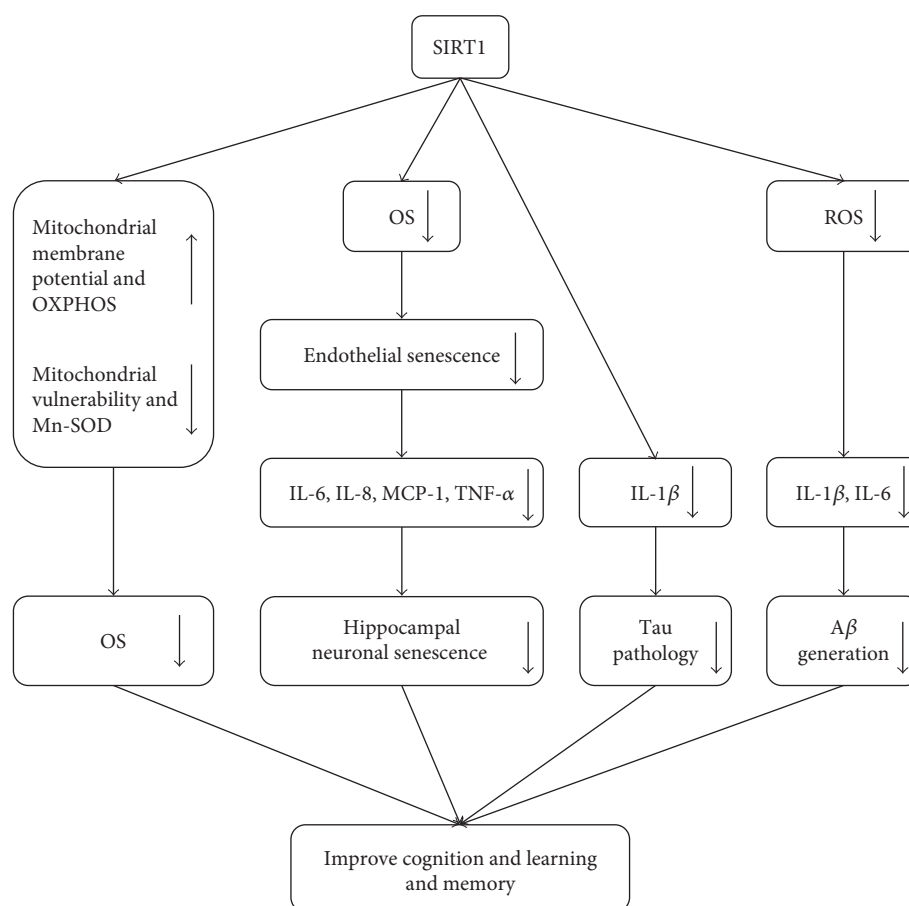 SIRT1
Mitochondrial
membrane
potential and
OXPHOS
Mitochondrial
vulnerability and
Mn-SOD
OS
OS
Endothelial senescence
IL-6, IL-8, MCP-1, TNF-α
Hippocampal
neuronal senescence
IL-1β
Tau
pathology
ROS
IL-1β, IL-6
Aβ
generation
Improve cognition and learning
and memory